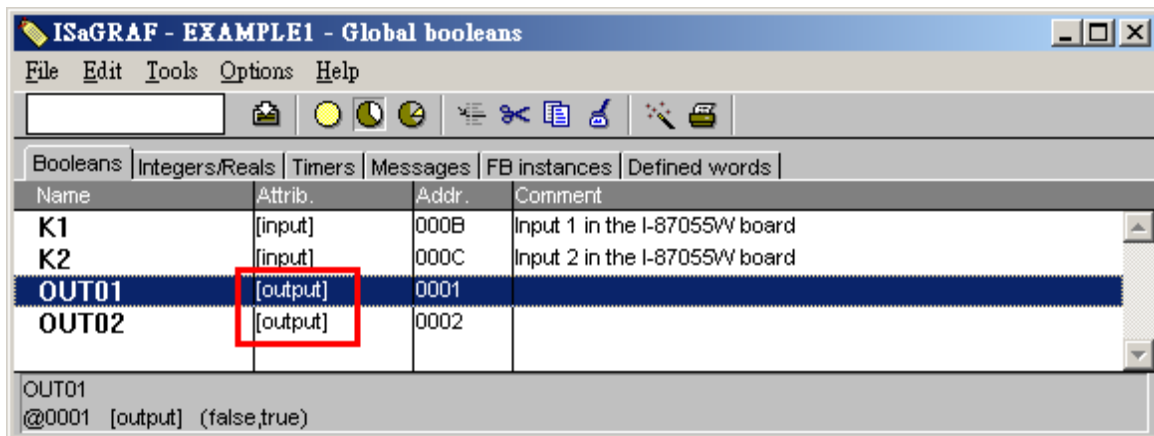 ISaGRAF - EXAMPLE1 - Global booleans
File Edit Tools Options Help
Booleans Integers/Reals Timers Messages FB instances Defined words
Name Attrib. Addr. Comment
K1 [input] 000B Input 1 in the I-87055W board
K2 [input] 000C Input 2 in the I-87055W board
OUT01 [output] 0001
OUT02 [output] 0002
OUT01
@0001 [output] (false,true)